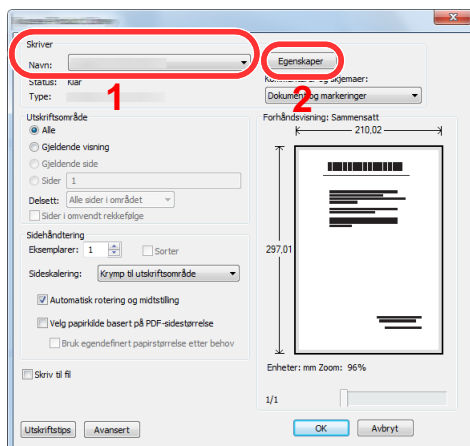 Skriver
Navn:
Egenskaper
Status: Klar
Kommentarer og skjemaer:
Type:
1
2
Dokument og markeringer
Utskriftsområde
Forhåndsvisning: Sammensatt
Alle
210,02
Gjeldende visning
Gjeldende side
Sider 1
Delsett: Alle sider i området
Sider i omvendt rekkefølge
Sidehåndtering
Eksemplarer: 1 Sorter
297,01
Sideskalering: Krymp til utskriftsområde
Automatisk rotering og midtstilling
Velg papirkilde basert på PDF-sidestørrelse
Bruk egendefinert papirstørrelse etter behov
Enheter: mm Zoom: 96%
Skriv til fil
1/1
Utskriftstips Avansert OK Avbryt